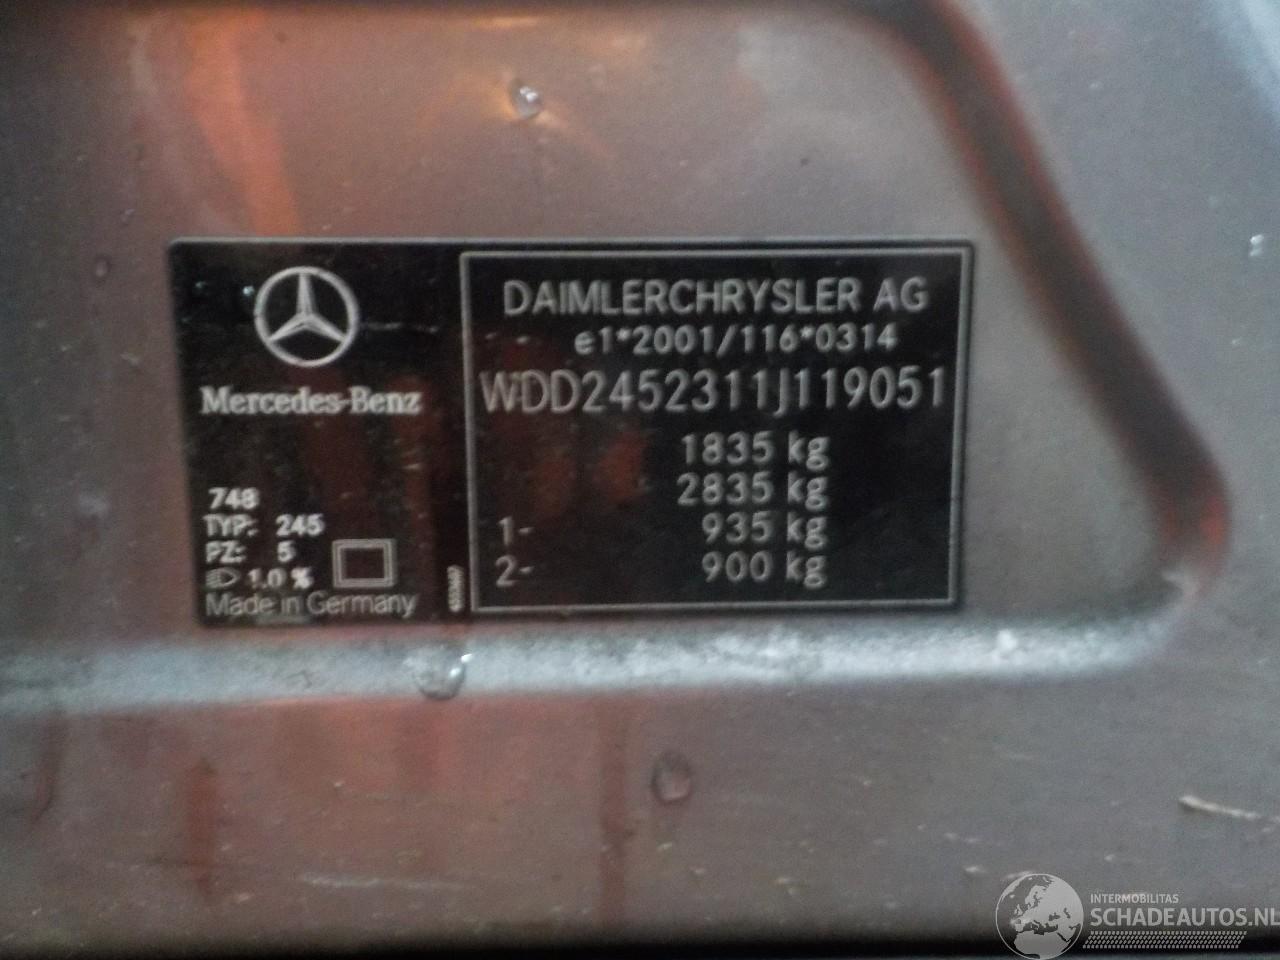 Mercedes-Benz
748
TYP: 245
PZ: 5
1.0 %
Made in Germany
DAIMLERCHRYSLER AG
e1*2001/116*0314
WDD2452311J119051
1835 kg
2835 kg
1- 935 kg
2- 900 kg
INTERMOBILITAS
SCHADEAUTOS.NL